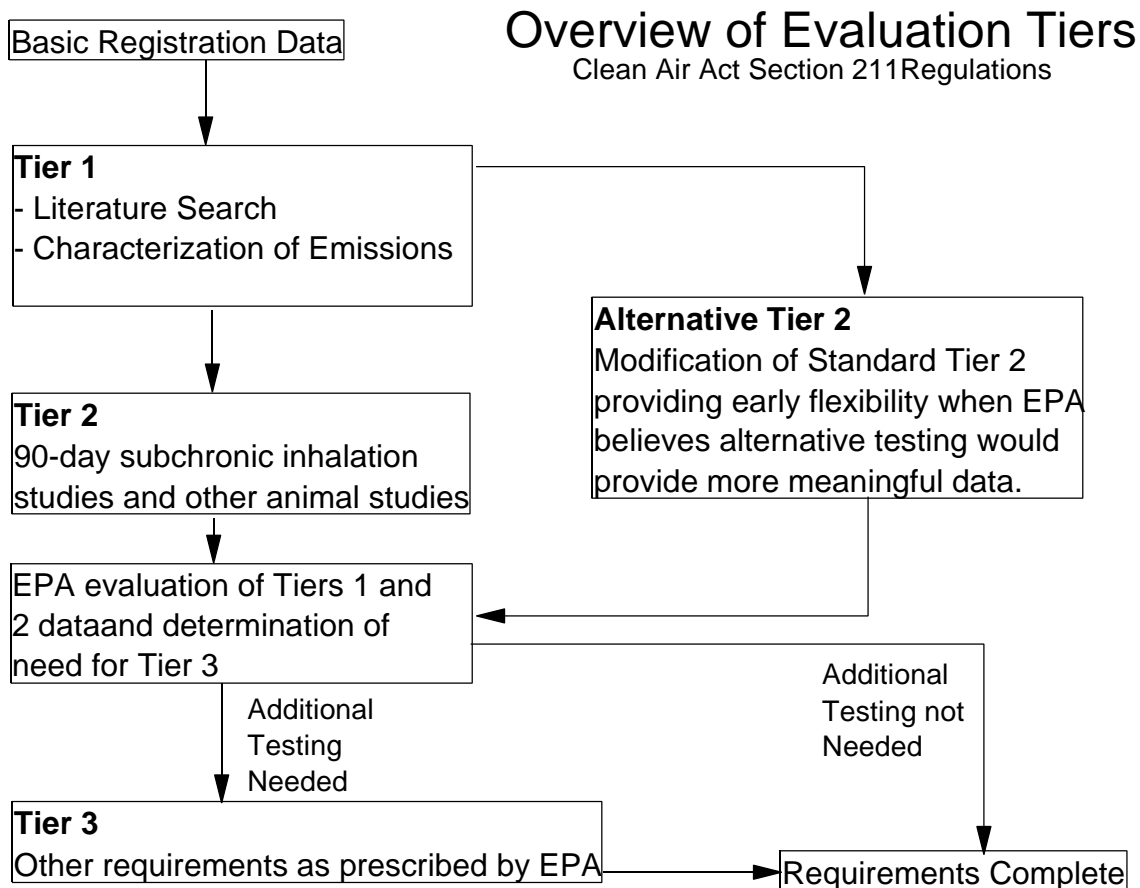 Overview of Evaluation Tiers
Clean Air Act Section 211Regulations
Basic Registration Data
Tier 1
- Literature Search
- Characterization of Emissions
Alternative Tier 2
Modification of Standard Tier 2
providing early flexibility when EPA
believes alternative testing would
provide more meaningful data.
Tier 2
90-day subchronic inhalation
studies and other animal studies
EPA evaluation of Tiers 1 and
2 dataand determination of
need for Tier 3
Additional
Testing
Needed
Additional
Testing not
Needed
Tier 3
Other requirements as prescribed by EPA
Requirements Complete